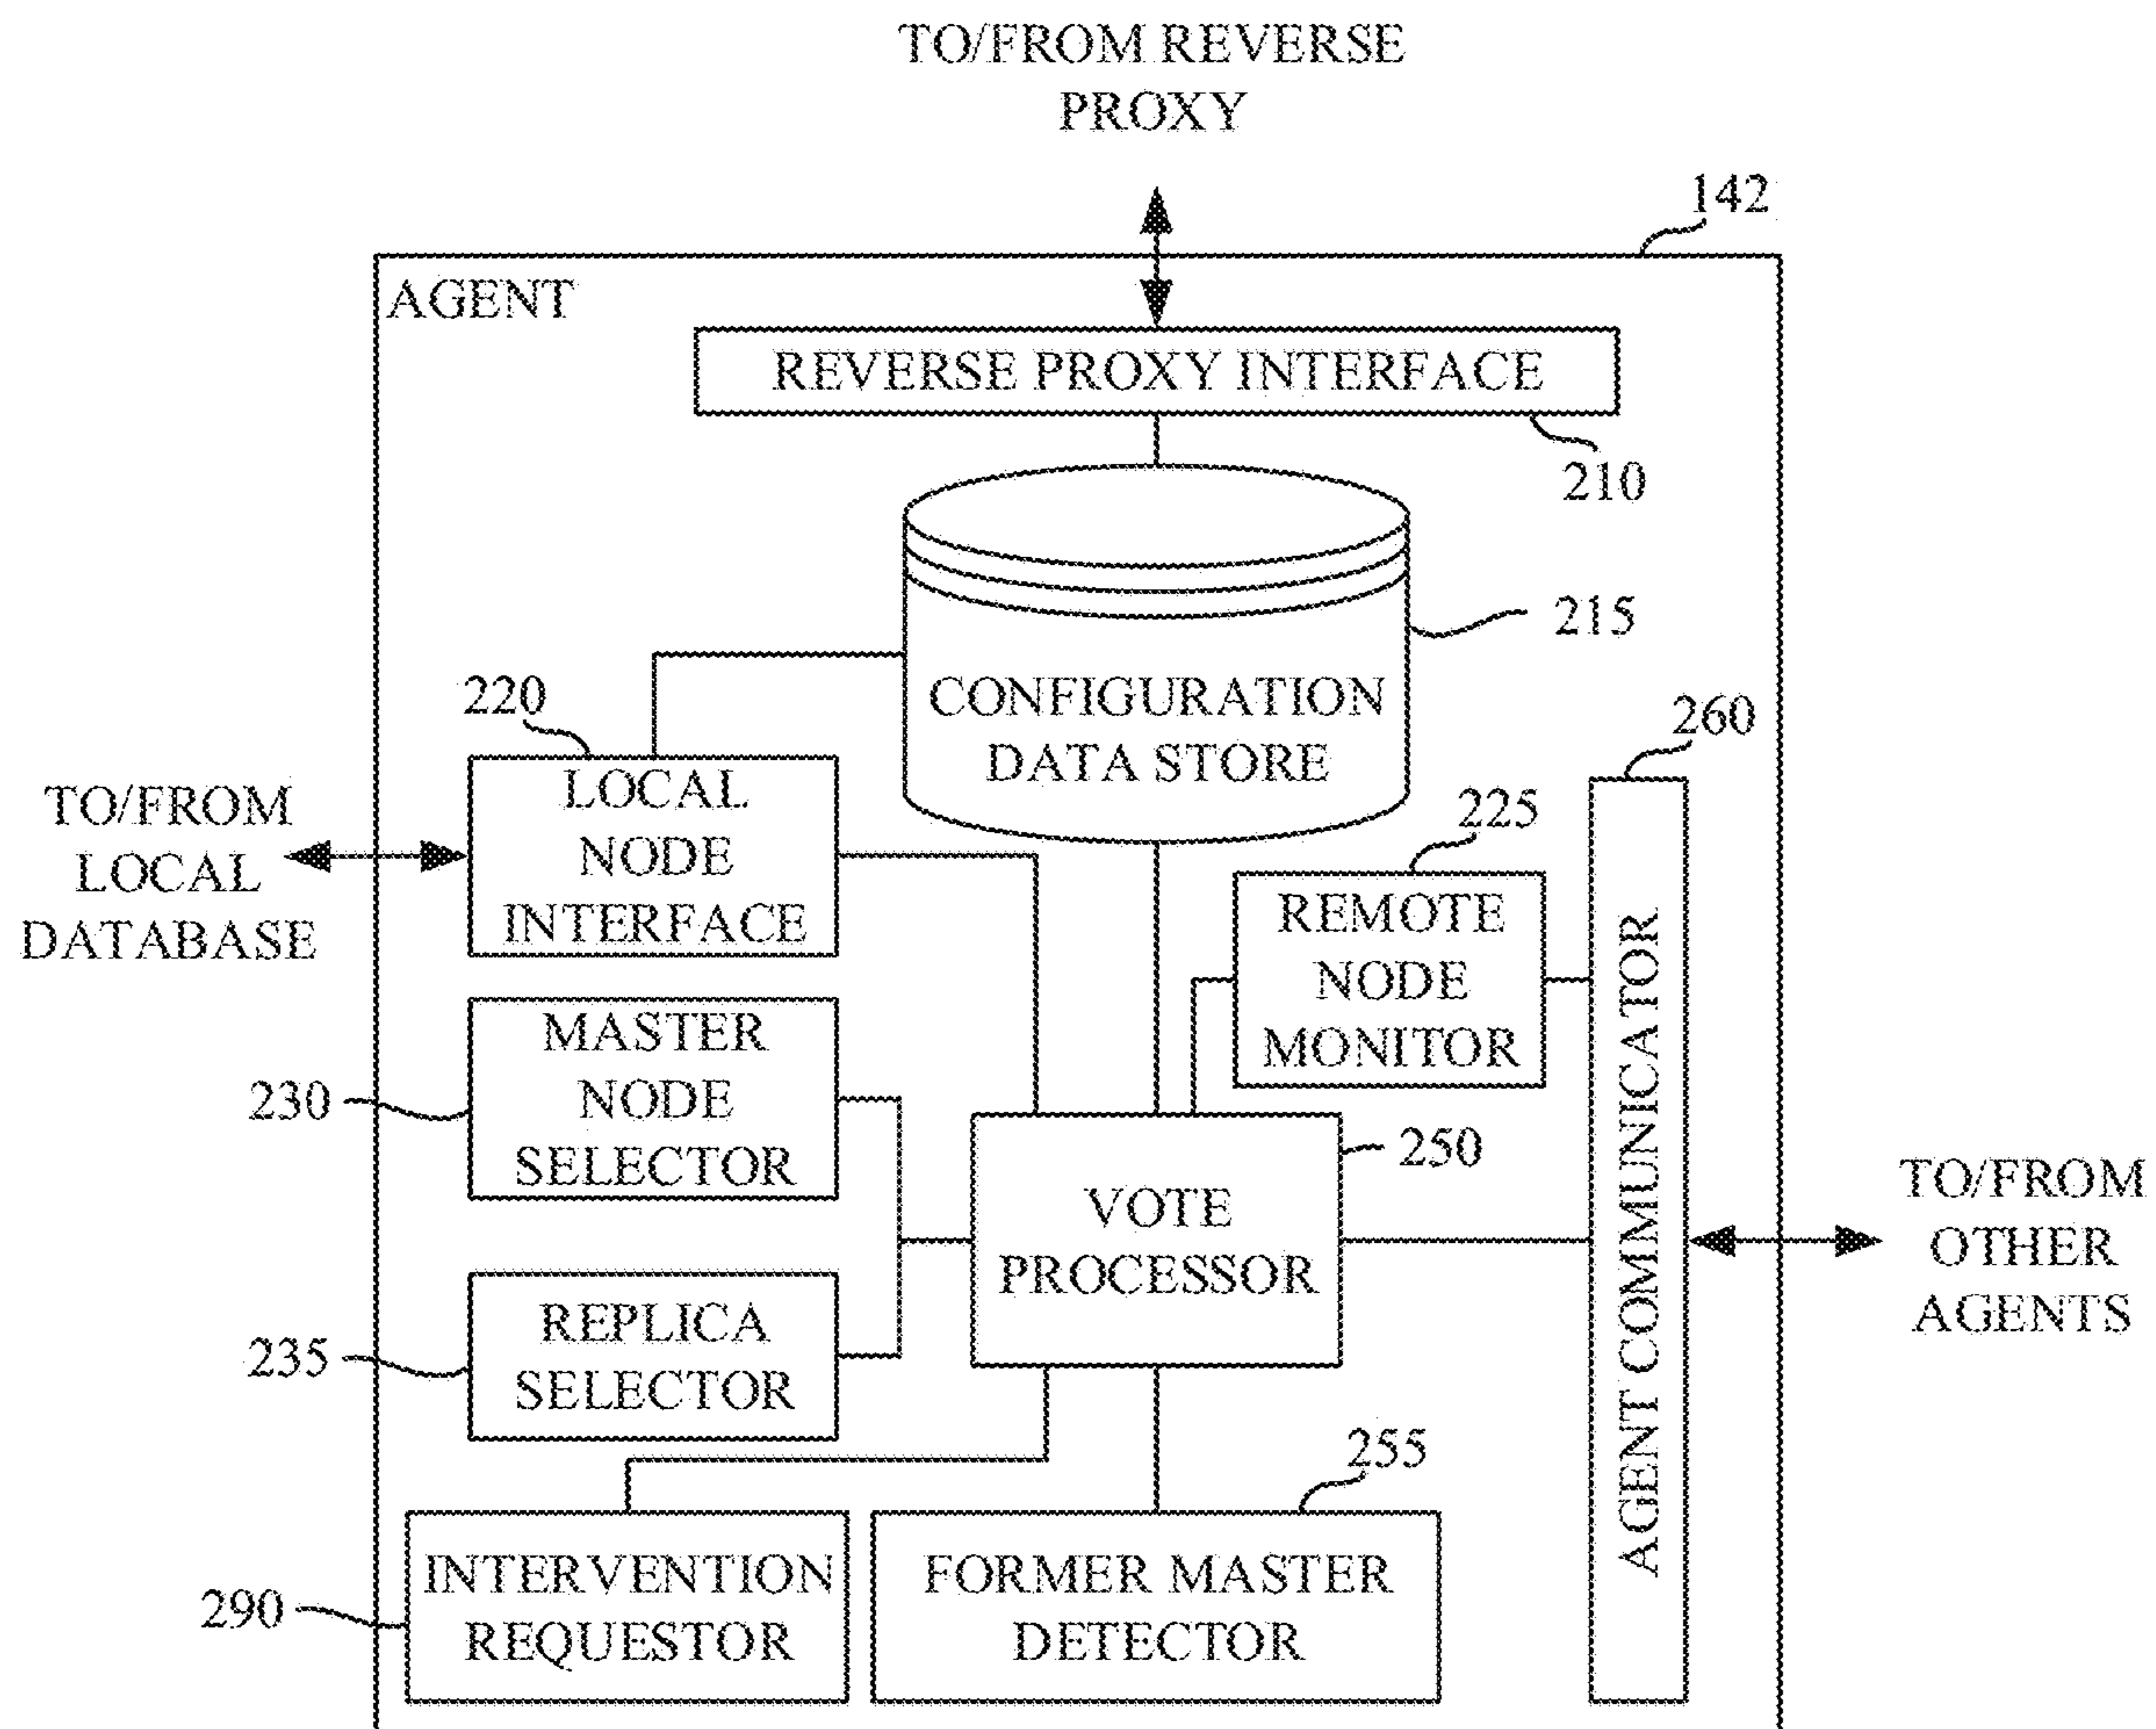 TO/FROM REVERSE
PROXY
142
AGENT
REVERSE PROXY INTERFACE
210
215
CONFIGURATION
DATA STORE
220
LOCAL
NODE
INTERFACE
TO/FROM
LOCAL
DATABASE
260
225
REMOTE
NODE
MONITOR
MASTER
NODE
SELECTOR
230
250
VOTE
PROCESSOR
AGENT COMMUNICATOR
TO/FROM
OTHER
AGENTS
REPLICA
SELECTOR
235
255
INTERVENTION
REQUESTOR
290
FORMER MASTER
DETECTOR